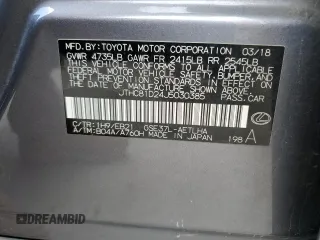 MFD.BY:TOYOTA MOTOR CORPORATION 03/18
GVWR 4735LB GAWR FR 2415LB RR 2545LB
THIS VEHICLE CONFORMS TO ALL APPLICABLE
FEDERAL MOTOR VEHICLE SAFETY, BUMPER, AND
THEFT PREVENTION STANDARDS IN EFFECT ON
THE DATE OF MANUFACTURE SHOWN ABOVE.
JTHCB1D24J5030385 PASS. CAR
C/TR:1H9/EB21 GSE37L-AETLHA
A/TM:B04A/A760H MADE IN JAPAN 198 A
DREAMBID